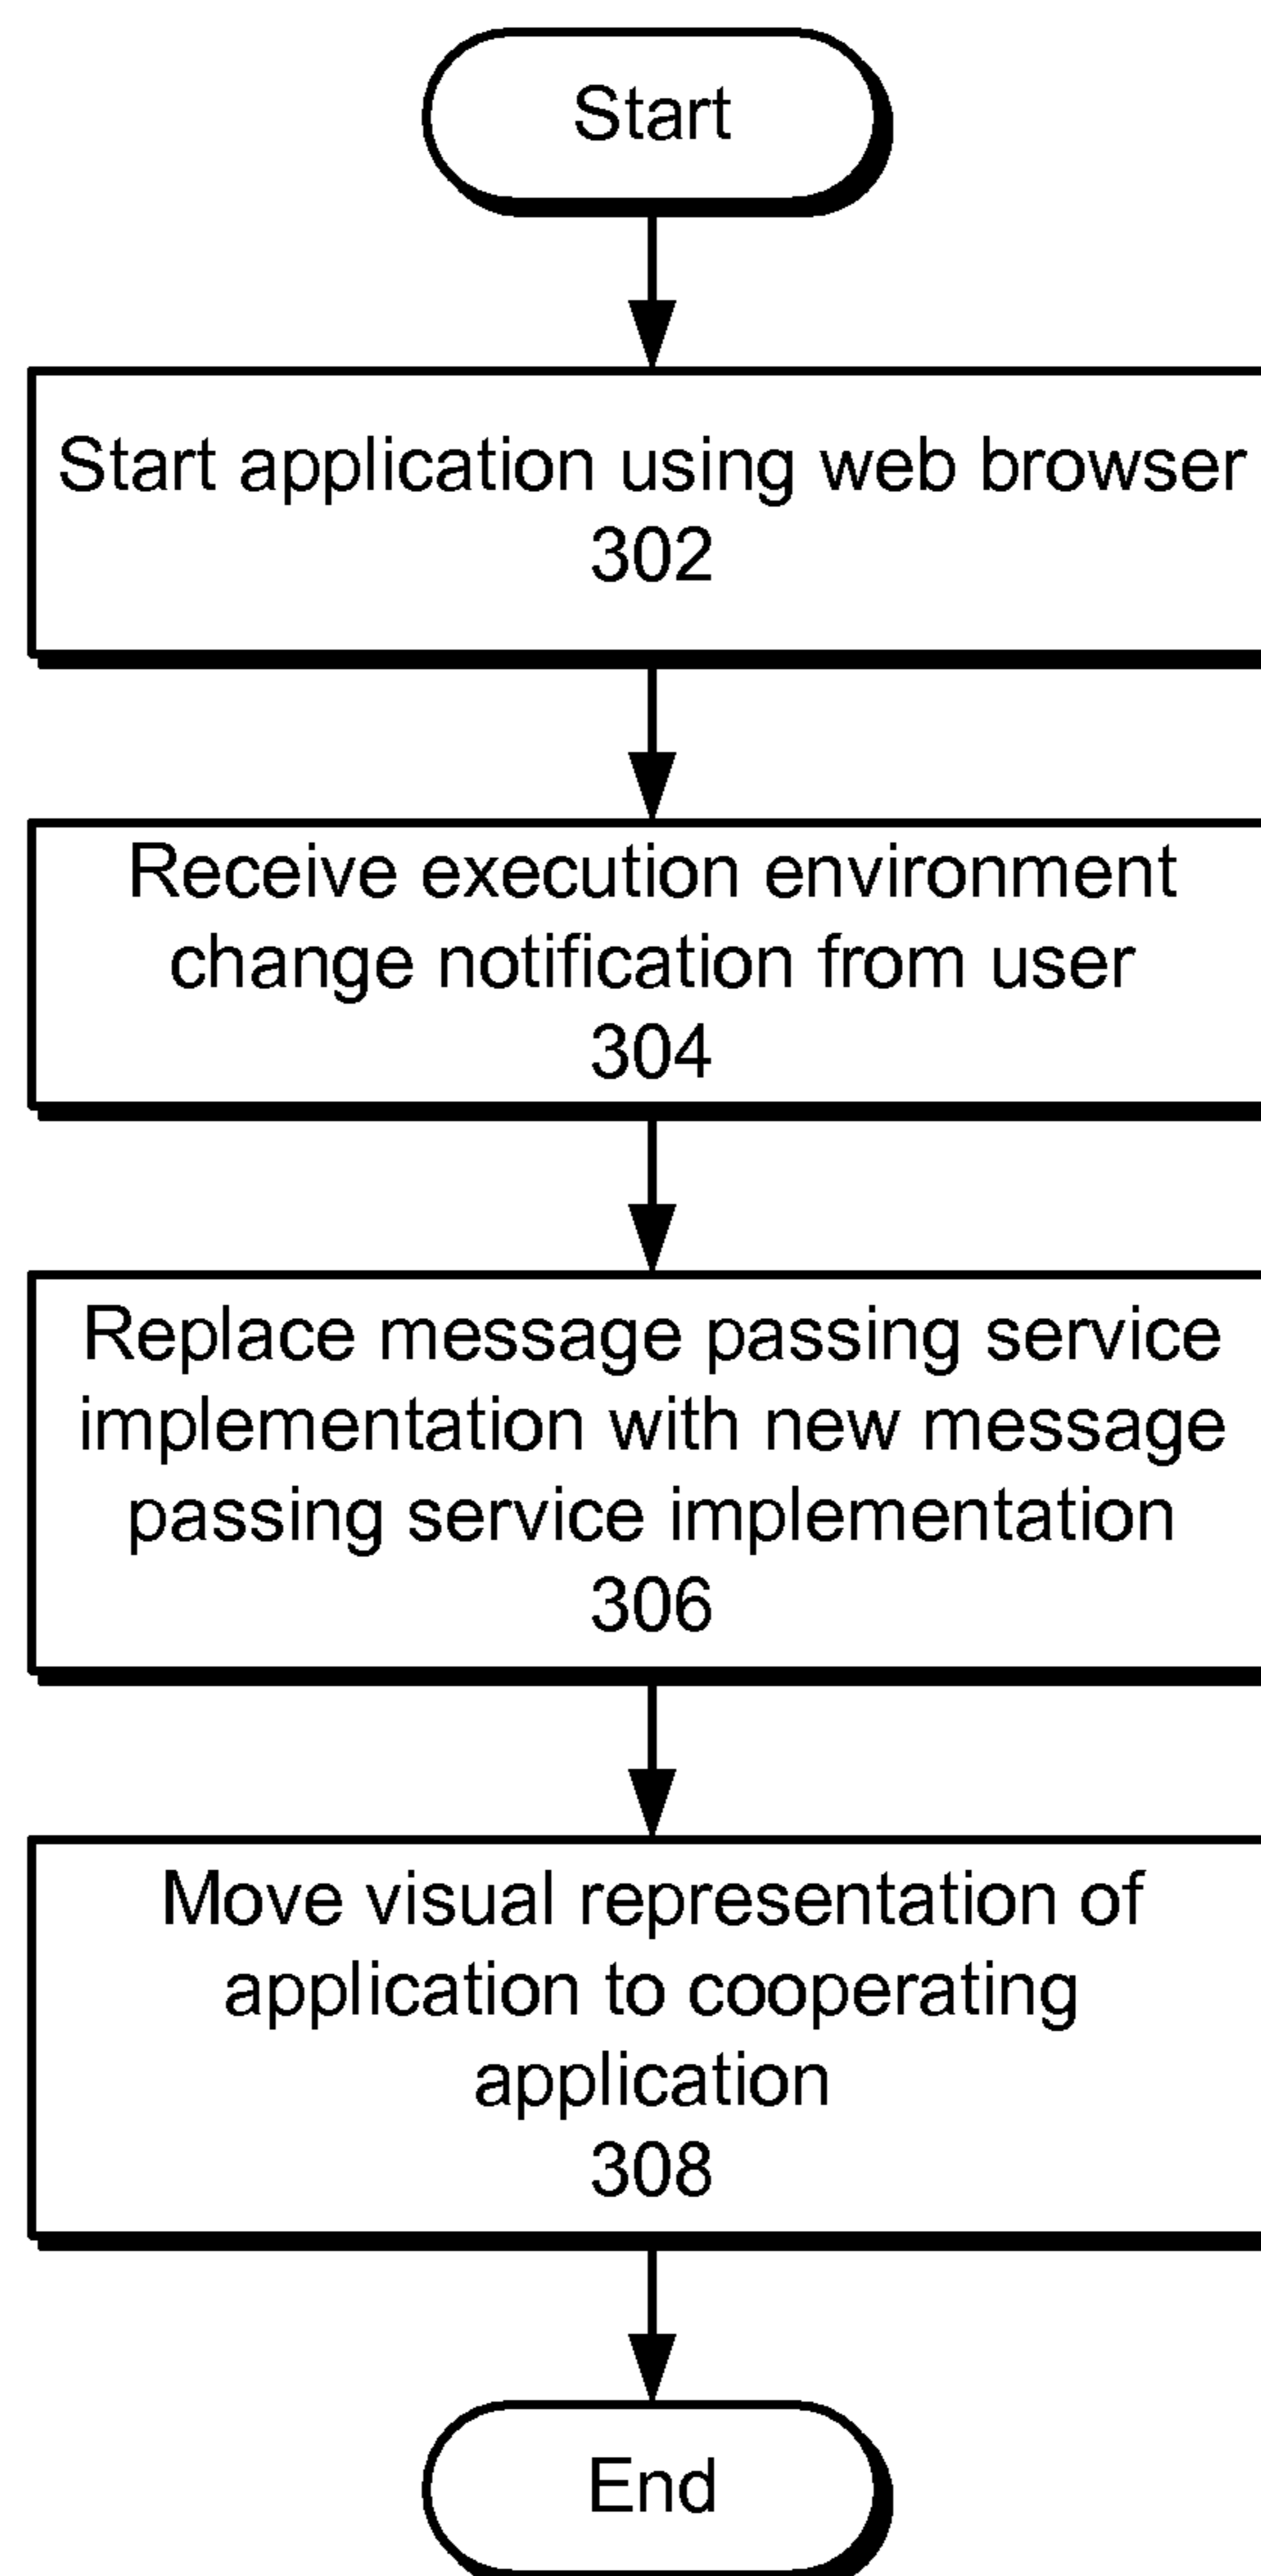 Start
Start application using web browser
302
Receive execution environment
change notification from user
304
Replace message passing service
implementation with new message
passing service implementation
306
Move visual representation of
application to cooperating
application
308
End